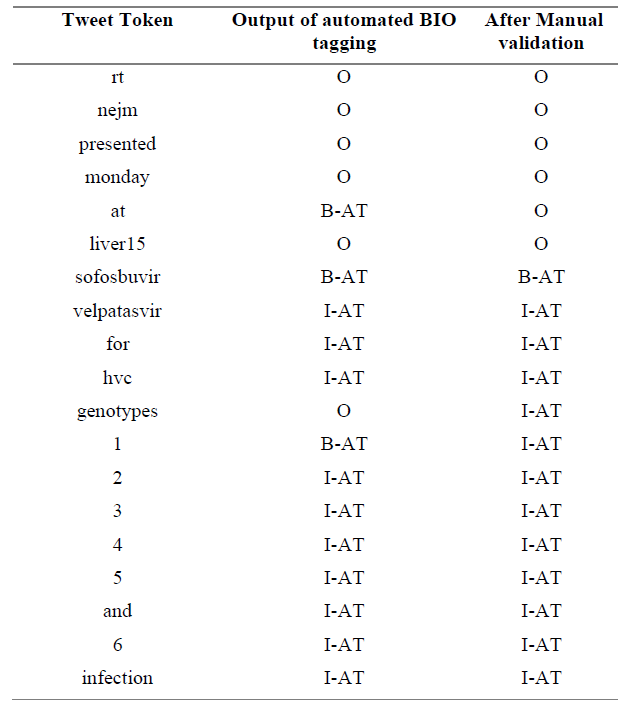 Tweet Token Output of automated BIO tagging After Manual validation
rt O O
nejm O O
presented O O
monday O O
at B-AT O
liver15 O O
sofosbuvir B-AT B-AT
velpatasvir I-AT I-AT
for I-AT I-AT
hvc I-AT I-AT
genotypes O I-AT
1 B-AT I-AT
2 I-AT I-AT
3 I-AT I-AT
4 I-AT I-AT
5 I-AT I-AT
and I-AT I-AT
6 I-AT I-AT
infection I-AT I-AT